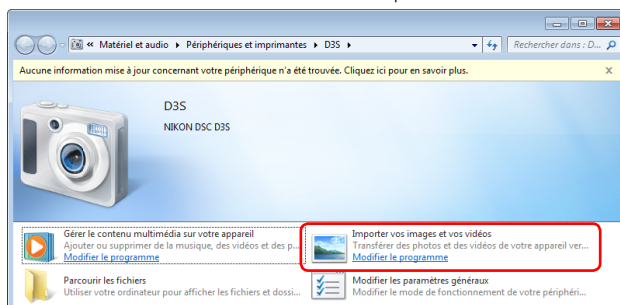 « Matériel et audio ▸ Périphériques et imprimantes ▸ D3S ▸ Rechercher dans : D...
Aucune information mise à jour concernant votre périphérique n'a été trouvée. Cliquez ici pour en savoir plus. x
D3S
NIKON DSC D3S
Gérer le contenu multimédia sur votre appareil
Ajouter ou supprimer de la musique, des vidéos et des p...
Modifier le programme
Importer vos images et vos vidéos
Transférer des photos et des vidéos de votre appareil ver...
Modifier le programme
Parcourir les fichiers
Utiliser votre ordinateur pour afficher les fichiers et dossi...
Modifier les paramètres généraux
Modifier le mode de fonctionnement de votre périphéri...